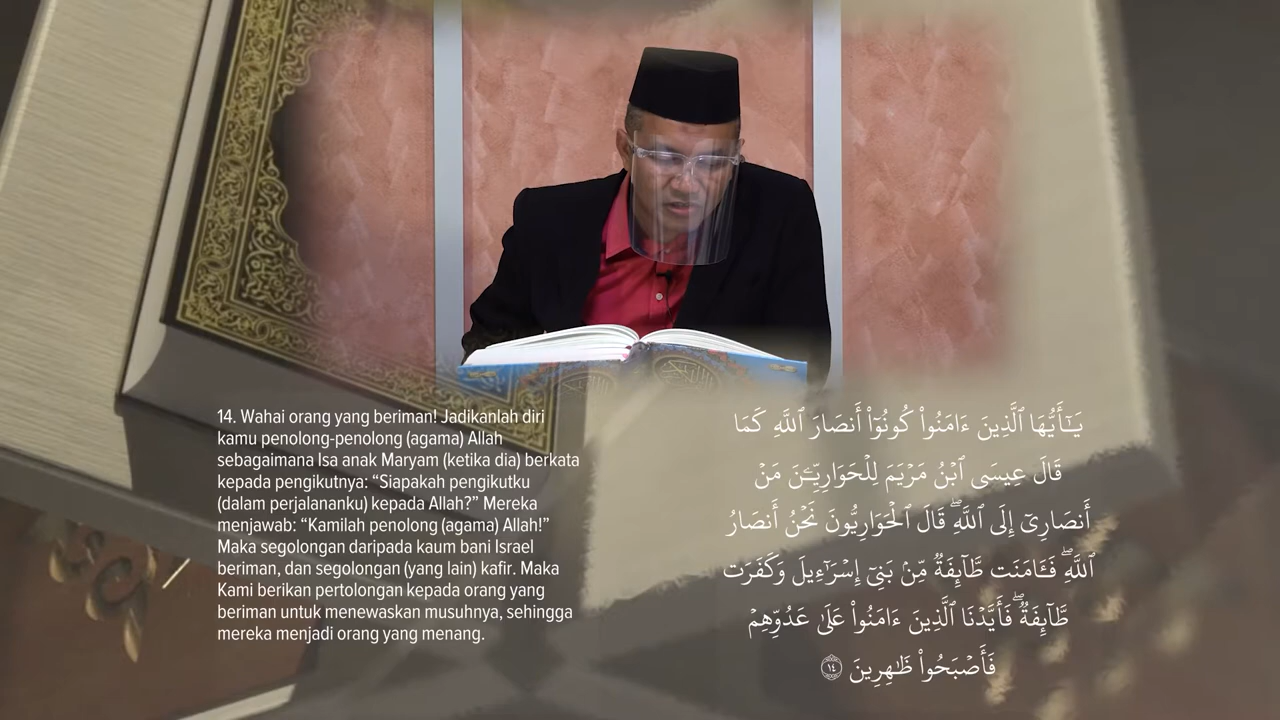 14. Wahai orang yang beriman! Jadikanlah diri
kamu penolong-penolong (agama) Allah
sebagaimana Isa anak Maryam (ketika dia) berkata
kepada pengikutnya: “Siapakah pengikutku
(dalam perjalananku) kepada Allah?” Mereka
menjawab: “Kamilah penolong (agama) Allah!”
Maka segolongan daripada kaum bani Israel
beriman, dan segolongan (yang lain) kafir. Maka
Kami berikan pertolongan kepada orang yang
beriman untuk menewaskan musuhnya, sehingga
mereka menjadi orang yang menang.
يَـٰٓأَيُّهَا ٱلَّذِينَ ءَامَنُوا۟ كُونُوٓا۟ أَنصَارَ ٱللَّهِ كَمَا
قَالَ عِيسَى ٱبْنُ مَرْيَمَ لِلْحَوَارِيِّـۧنَ مَنْ
أَنصَارِىٓ إِلَى ٱللَّهِ ۖ قَالَ ٱلْحَوَارِيُّونَ نَحْنُ أَنصَارُ
ٱللَّهِ ۖ فَـَٔامَنَت طَّآئِفَةٌ مِّنۢ بَنِىٓ إِسْرَٰٓءِيلَ وَكَفَرَت
طَّآئِفَةٌ ۖ فَأَيَّدْنَا ٱلَّذِينَ ءَامَنُوا۟ عَلَىٰ عَدُوِّهِمْ
فَأَصْبَحُوا۟ ظَـٰهِرِينَ ١٤